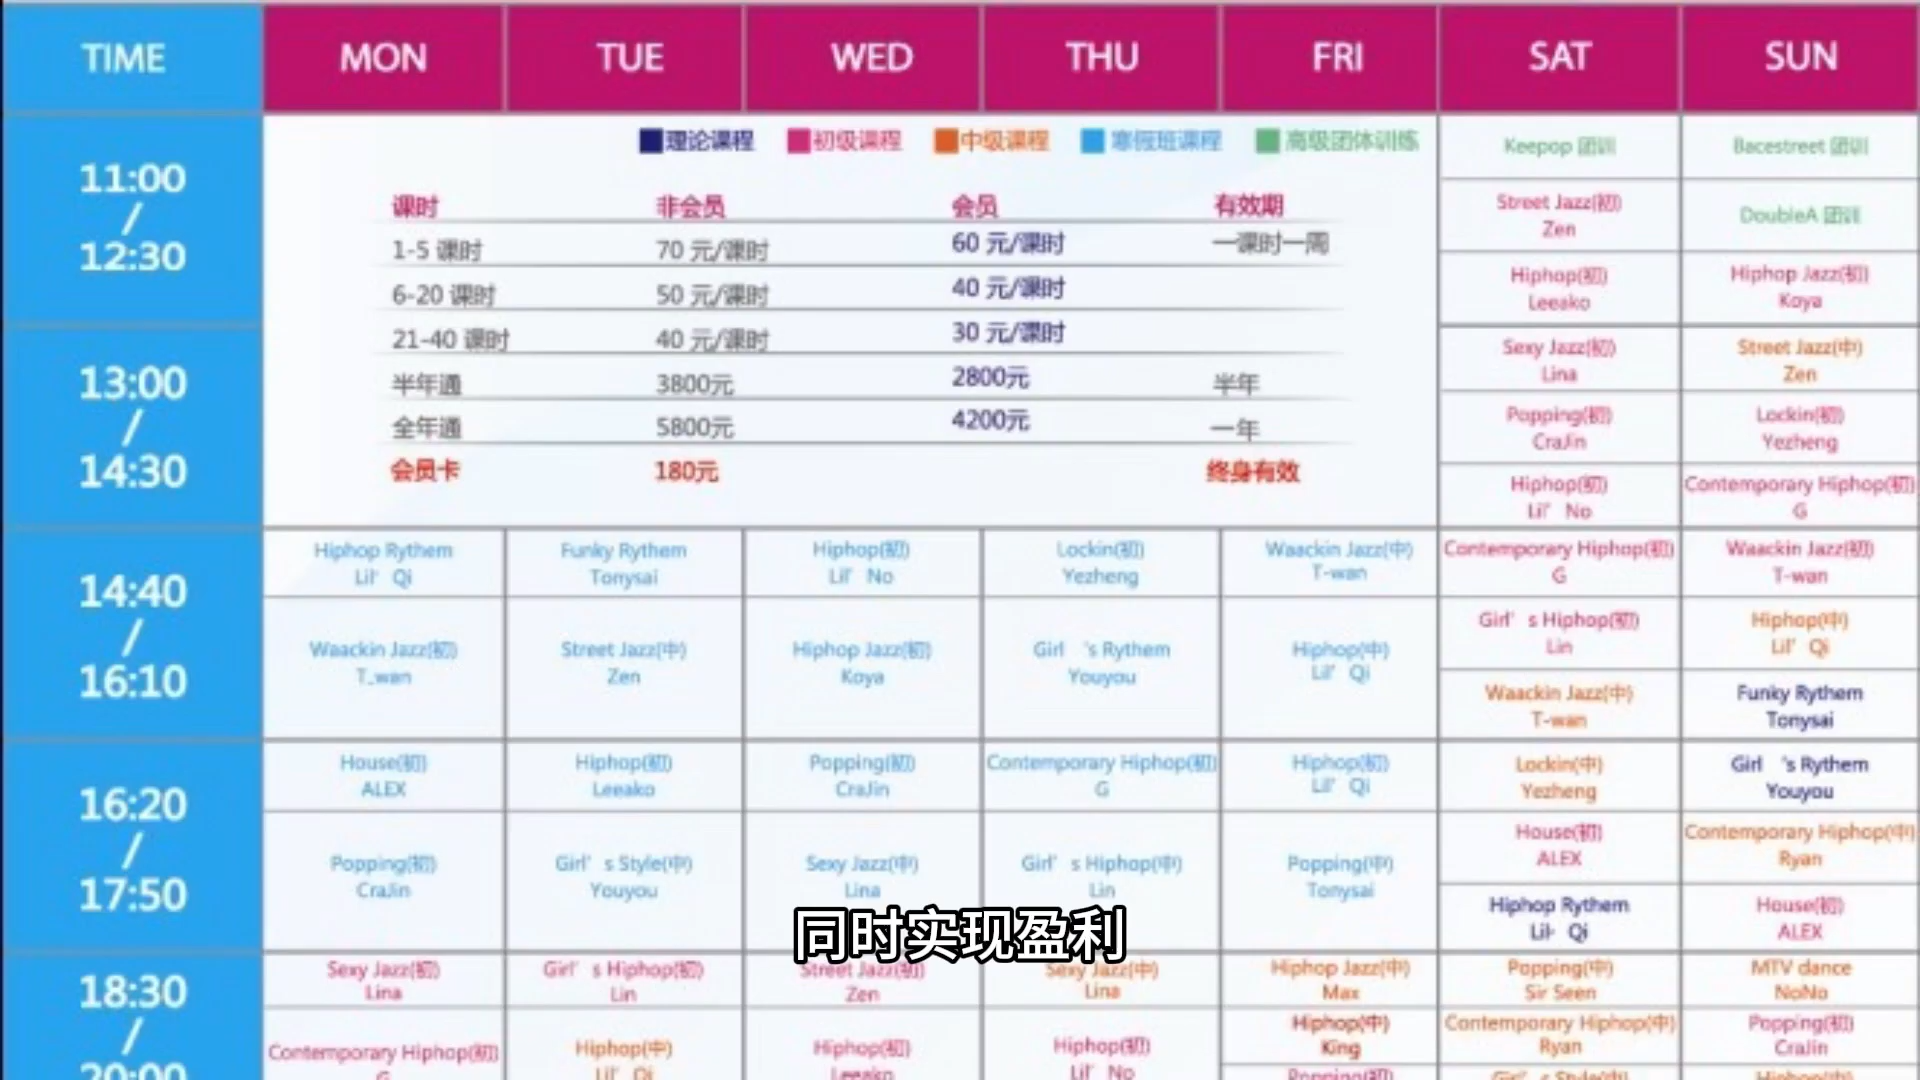 TIME MON TUE WED THU FRI SAT SUN
理论课程 初级课程 中级课程 寒假班课程 高级团体训练
课时 非会员 会员 有效期
1-5 课时 70 元/课时 60 元/课时 一课时一周
6-20 课时 50 元/课时 40 元/课时
21-40 课时 40 元/课时 30 元/课时
半年通 3800元 2800元 半年
全年通 5800元 4200元 一年
会员卡 180元 终身有效
11:00
/
12:30
Keepop 团训
Bacestreet 团训
Street Jazz(初)
Zen
DoubleA 团训
Hiphop(初)
Leeako
Hiphop Jazz(初)
Koya
13:00
/
14:30
Sexy Jazz(初)
Lina
Street Jazz(中)
Zen
Popping(初)
CraJin
Lockin(初)
Yezheng
Hiphop(初)
Lil' No
Contemporary Hiphop(初)
G
14:40
/
16:10
Hiphop Rythem
Lil' Qi
Funky Rythem
Tonysai
Hiphop(初)
Lil' No
Lockin(初)
Yezheng
Waackin Jazz(中)
T-wan
Contemporary Hiphop(初)
G
Waackin Jazz(初)
T-wan
Waackin Jazz(初)
T_wan
Street Jazz(中)
Zen
Hiphop Jazz(初)
Koya
Girl 's Rythem
Youyou
Hiphop(中)
Lil' Qi
Girl' s Hiphop(初)
Lin
Hiphop(中)
Lil' Qi
Waackin Jazz(中)
T-wan
Funky Rythem
Tonysai
16:20
/
17:50
House(初)
ALEX
Hiphop(初)
Leeako
Popping(初)
CraJin
Contemporary Hiphop(初)
G
Hiphop(初)
Lil' Qi
Lockin(中)
Yezheng
Girl 's Rythem
Youyou
Popping(初)
CraJin
Girl' s Style(中)
Youyou
Sexy Jazz(中)
Lina
Girl' s Hiphop(中)
Lin
Popping(中)
Tonysai
House(初)
ALEX
Contemporary Hiphop(中)
Ryan
Hiphop Rythem
Lil- Qi
House(初)
ALEX
同时实现盈利
18:30
/
20:00
Sexy Jazz(初)
Lina
Girl' s Hiphop(初)
Lin
Street Jazz(初)
Zen
Sexy Jazz(中)
Lina
Hiphop Jazz(中)
Max
Popping(中)
Sir Seen
MTV dance
NoNo
Contemporary Hiphop(初)
G
Hiphop(中)
Lil' Qi
Hiphop(初)
Leeako
Hiphop(初)
Lil' No
Hiphop(中)
King
Contemporary Hiphop(中)
Ryan
Popping(初)
CraJin
Popping(初)
Girl' s Style(中)
Hiphop(中)